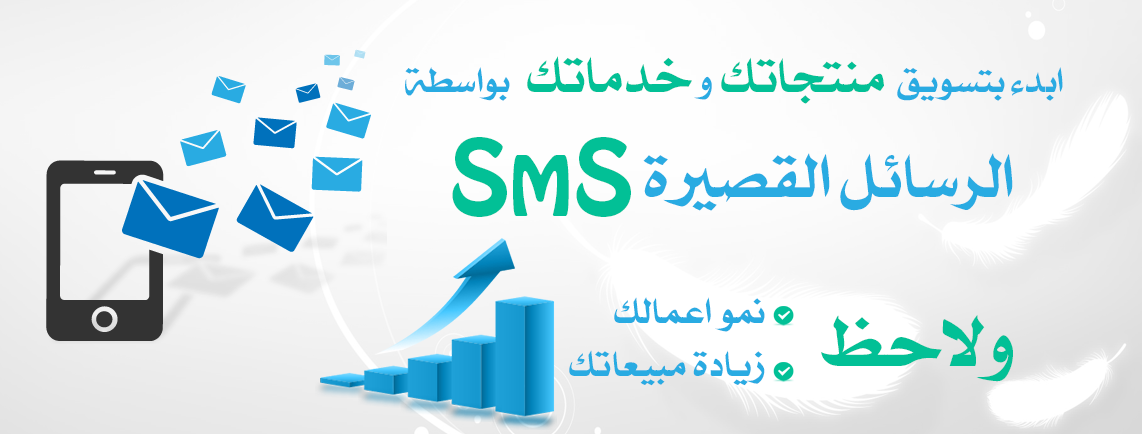 ابدء بتسويق منتجاتك و خدماتك بواسطة
الرسائل القصيرة SMS
ولاحظ
نمو اعمالك
زيادة مبيعاتك